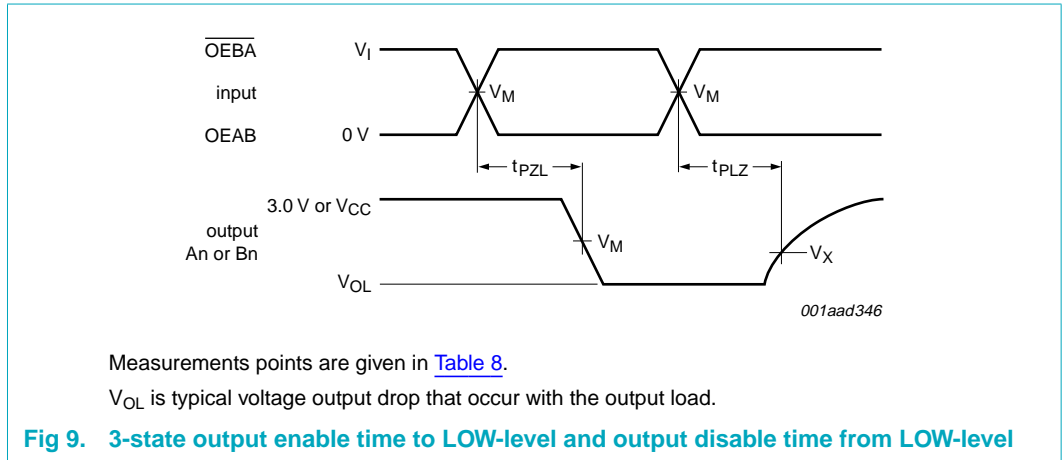 OEBA
V_I
input
V_M
V_M
OEAB
0 V
t_PZL
t_PLZ
3.0 V or V_CC
output
An or Bn
V_M
V_X
V_OL
001aad346
Measurements points are given in Table 8.
V_OL is typical voltage output drop that occur with the output load.
Fig 9. 3-state output enable time to LOW-level and output disable time from LOW-level